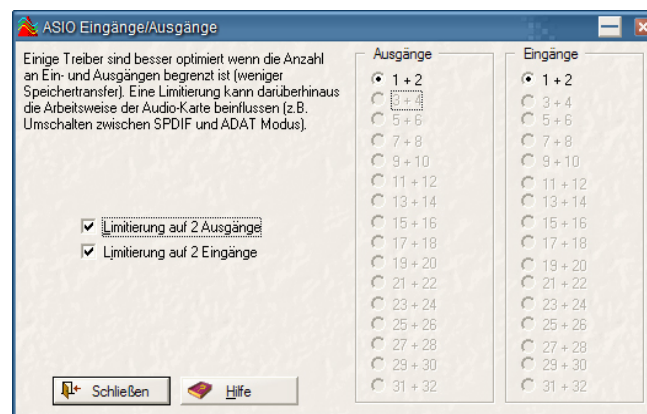 ASIO Eingänge/Ausgänge
Einige Treiber sind besser optimiert wenn die Anzahl
an Ein- und Ausgängen begrenzt ist (weniger
Speichertransfer). Eine Limitierung kann darüberhinaus
die Arbeitsweise der Audio-Karte beinflussen (z.B.
Umschalten zwischen SPDIF und ADAT Modus).
Limitierung auf 2 Ausgänge
Limitierung auf 2 Eingänge
Schließen
Hilfe
Ausgänge
1 + 2
3 + 4
5 + 6
7 + 8
9 + 10
11 + 12
13 + 14
15 + 16
17 + 18
19 + 20
21 + 22
23 + 24
25 + 26
27 + 28
29 + 30
31 + 32
Eingänge
1 + 2
3 + 4
5 + 6
7 + 8
9 + 10
11 + 12
13 + 14
15 + 16
17 + 18
19 + 20
21 + 22
23 + 24
25 + 26
27 + 28
29 + 30
31 + 32